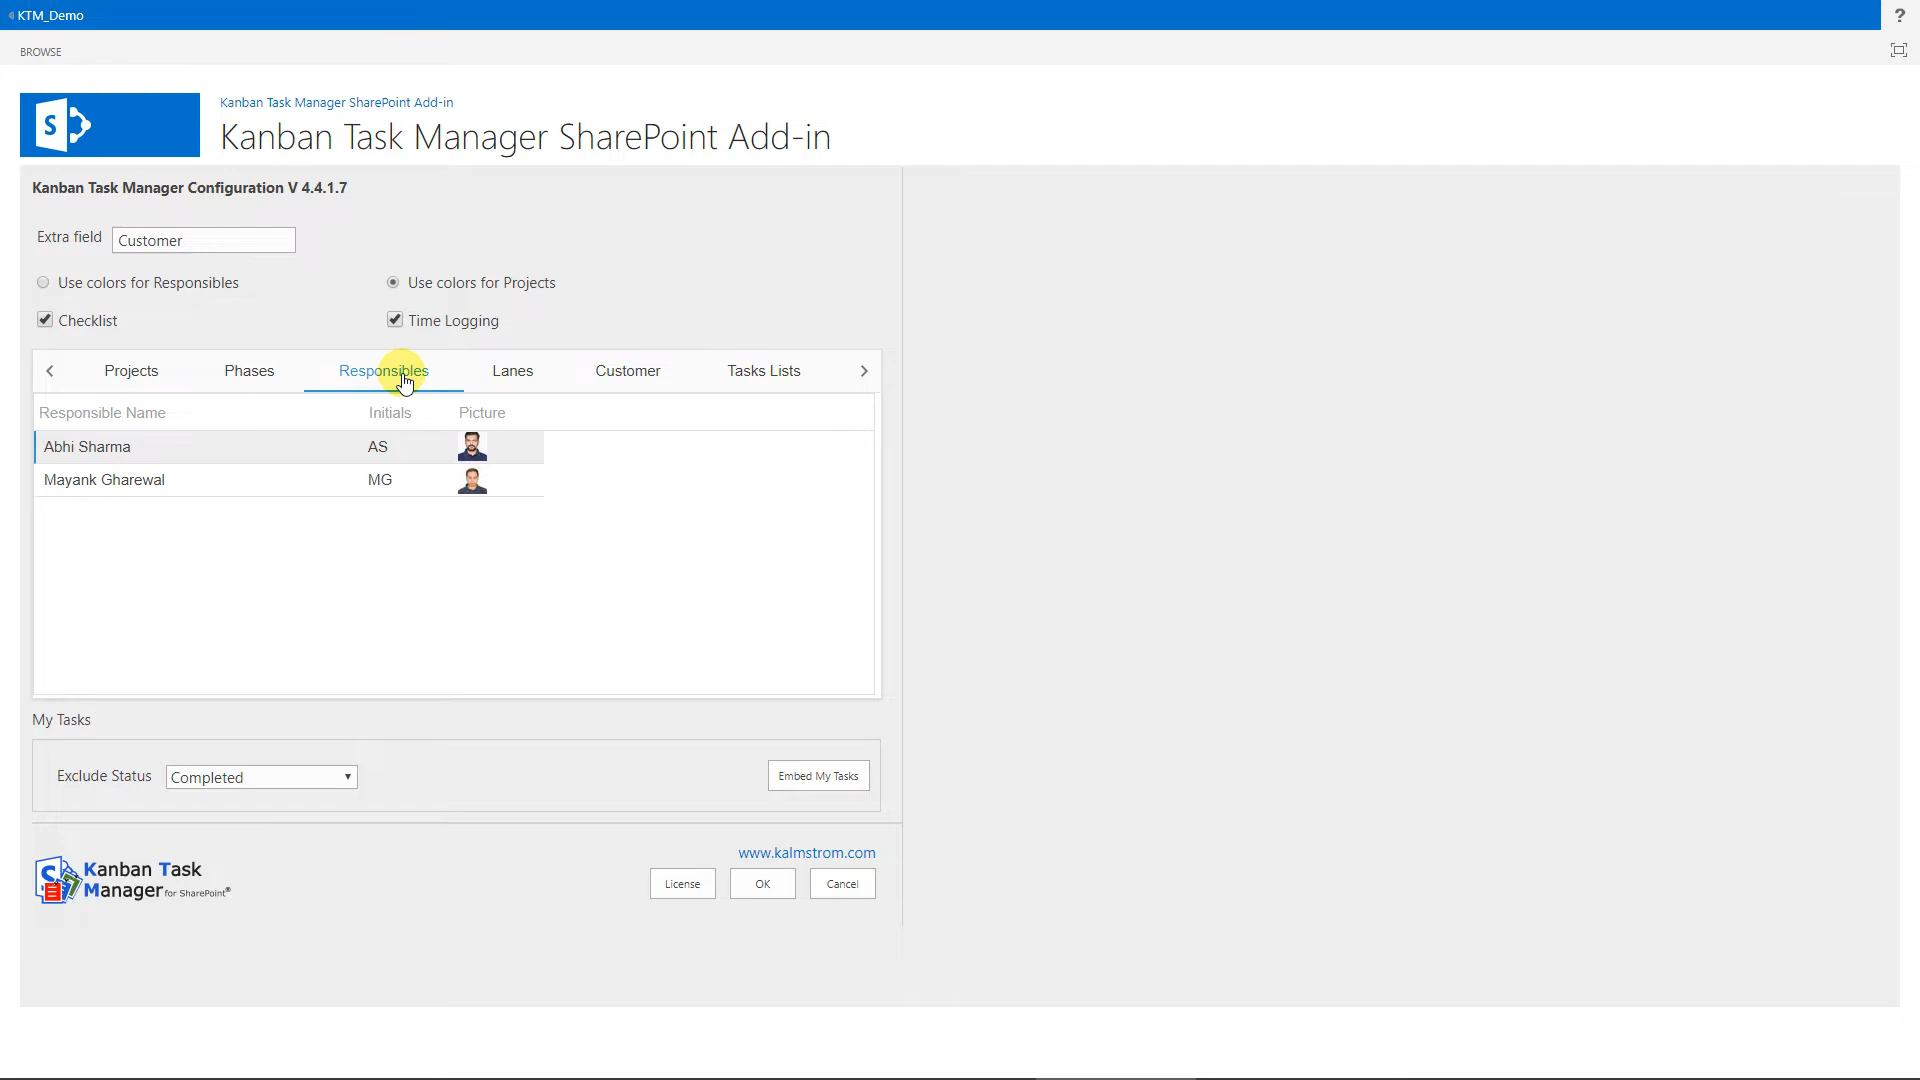 KTM_Demo
?
BROWSE
S
Kanban Task Manager SharePoint Add-in
Kanban Task Manager SharePoint Add-in
Kanban Task Manager Configuration V 4.4.1.7
Extra field Customer
Use colors for Responsibles Use colors for Projects
Checklist Time Logging
Projects Phases Responsibles Lanes Customer Tasks Lists
Responsible Name Initials Picture
Abhi Sharma AS
Mayank Gharewal MG
My Tasks
Exclude Status Completed Embed My Tasks
www.kalmstrom.com
S Kanban Task
Manager for SharePoint®
License OK Cancel